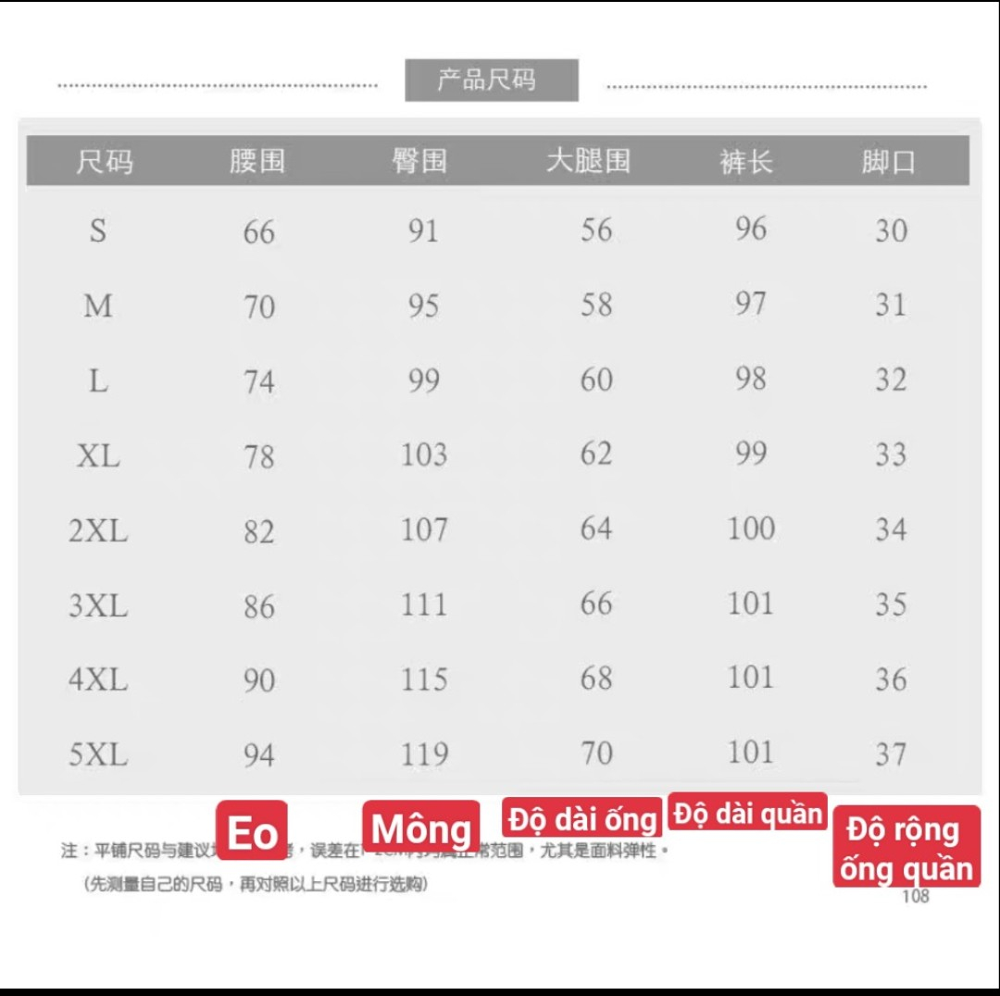 产品尺码
尺码 腰围 臀围 大腿围 裤长 脚口
S 66 91 56 96 30
M 70 95 58 97 31
L 74 99 60 98 32
XL 78 103 62 99 33
2XL 82 107 64 100 34
3XL 86 111 66 101 35
4XL 90 115 68 101 36
5XL 94 119 70 101 37
Eo Mông Độ dài ống Độ dài quần Độ rộng ống quần
注：平铺尺码与建议 误差在 常范围，尤其是面料弹性。
(先测量自己的尺码，再对照以上尺码进行选购)
108